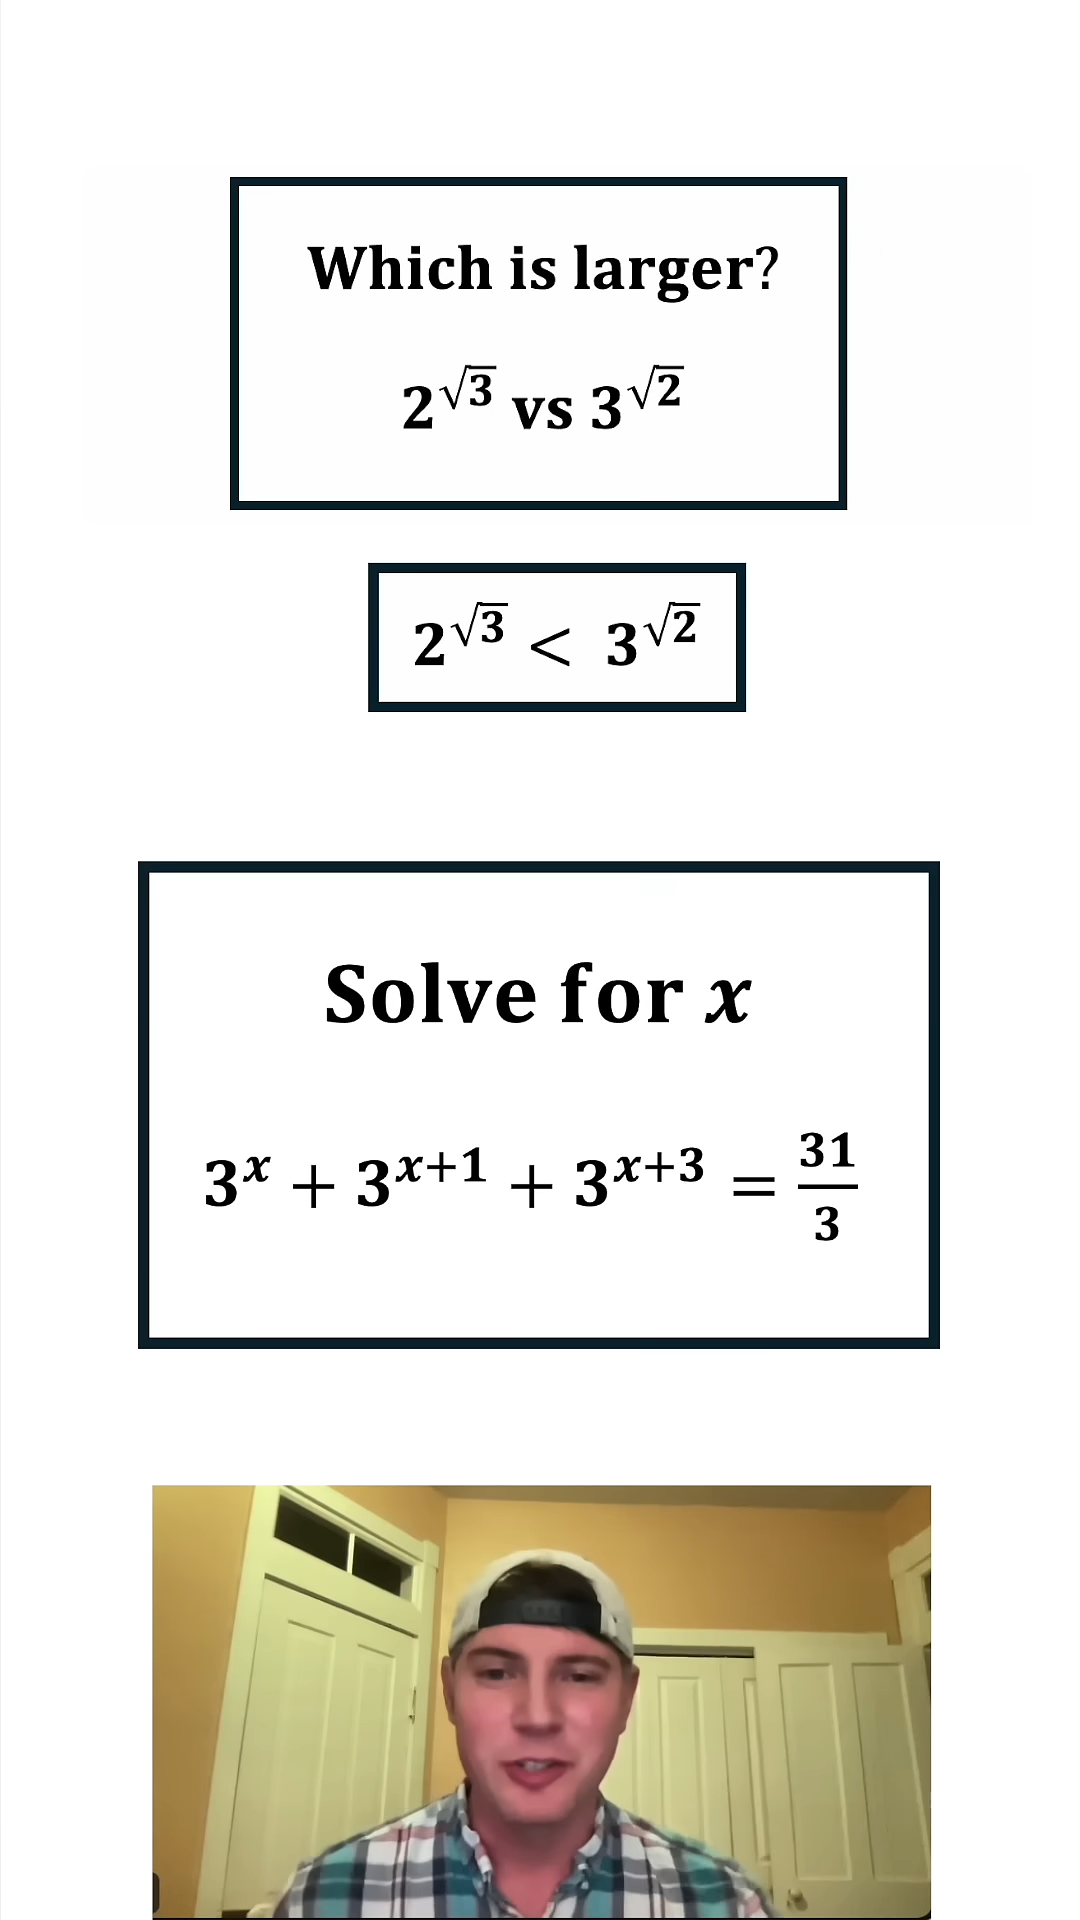 Which is larger?
2^√3 vs 3^√2
2^√3 < 3^√2
Solve for x
3^x + 3^(x+1) + 3^(x+3) = 31/3